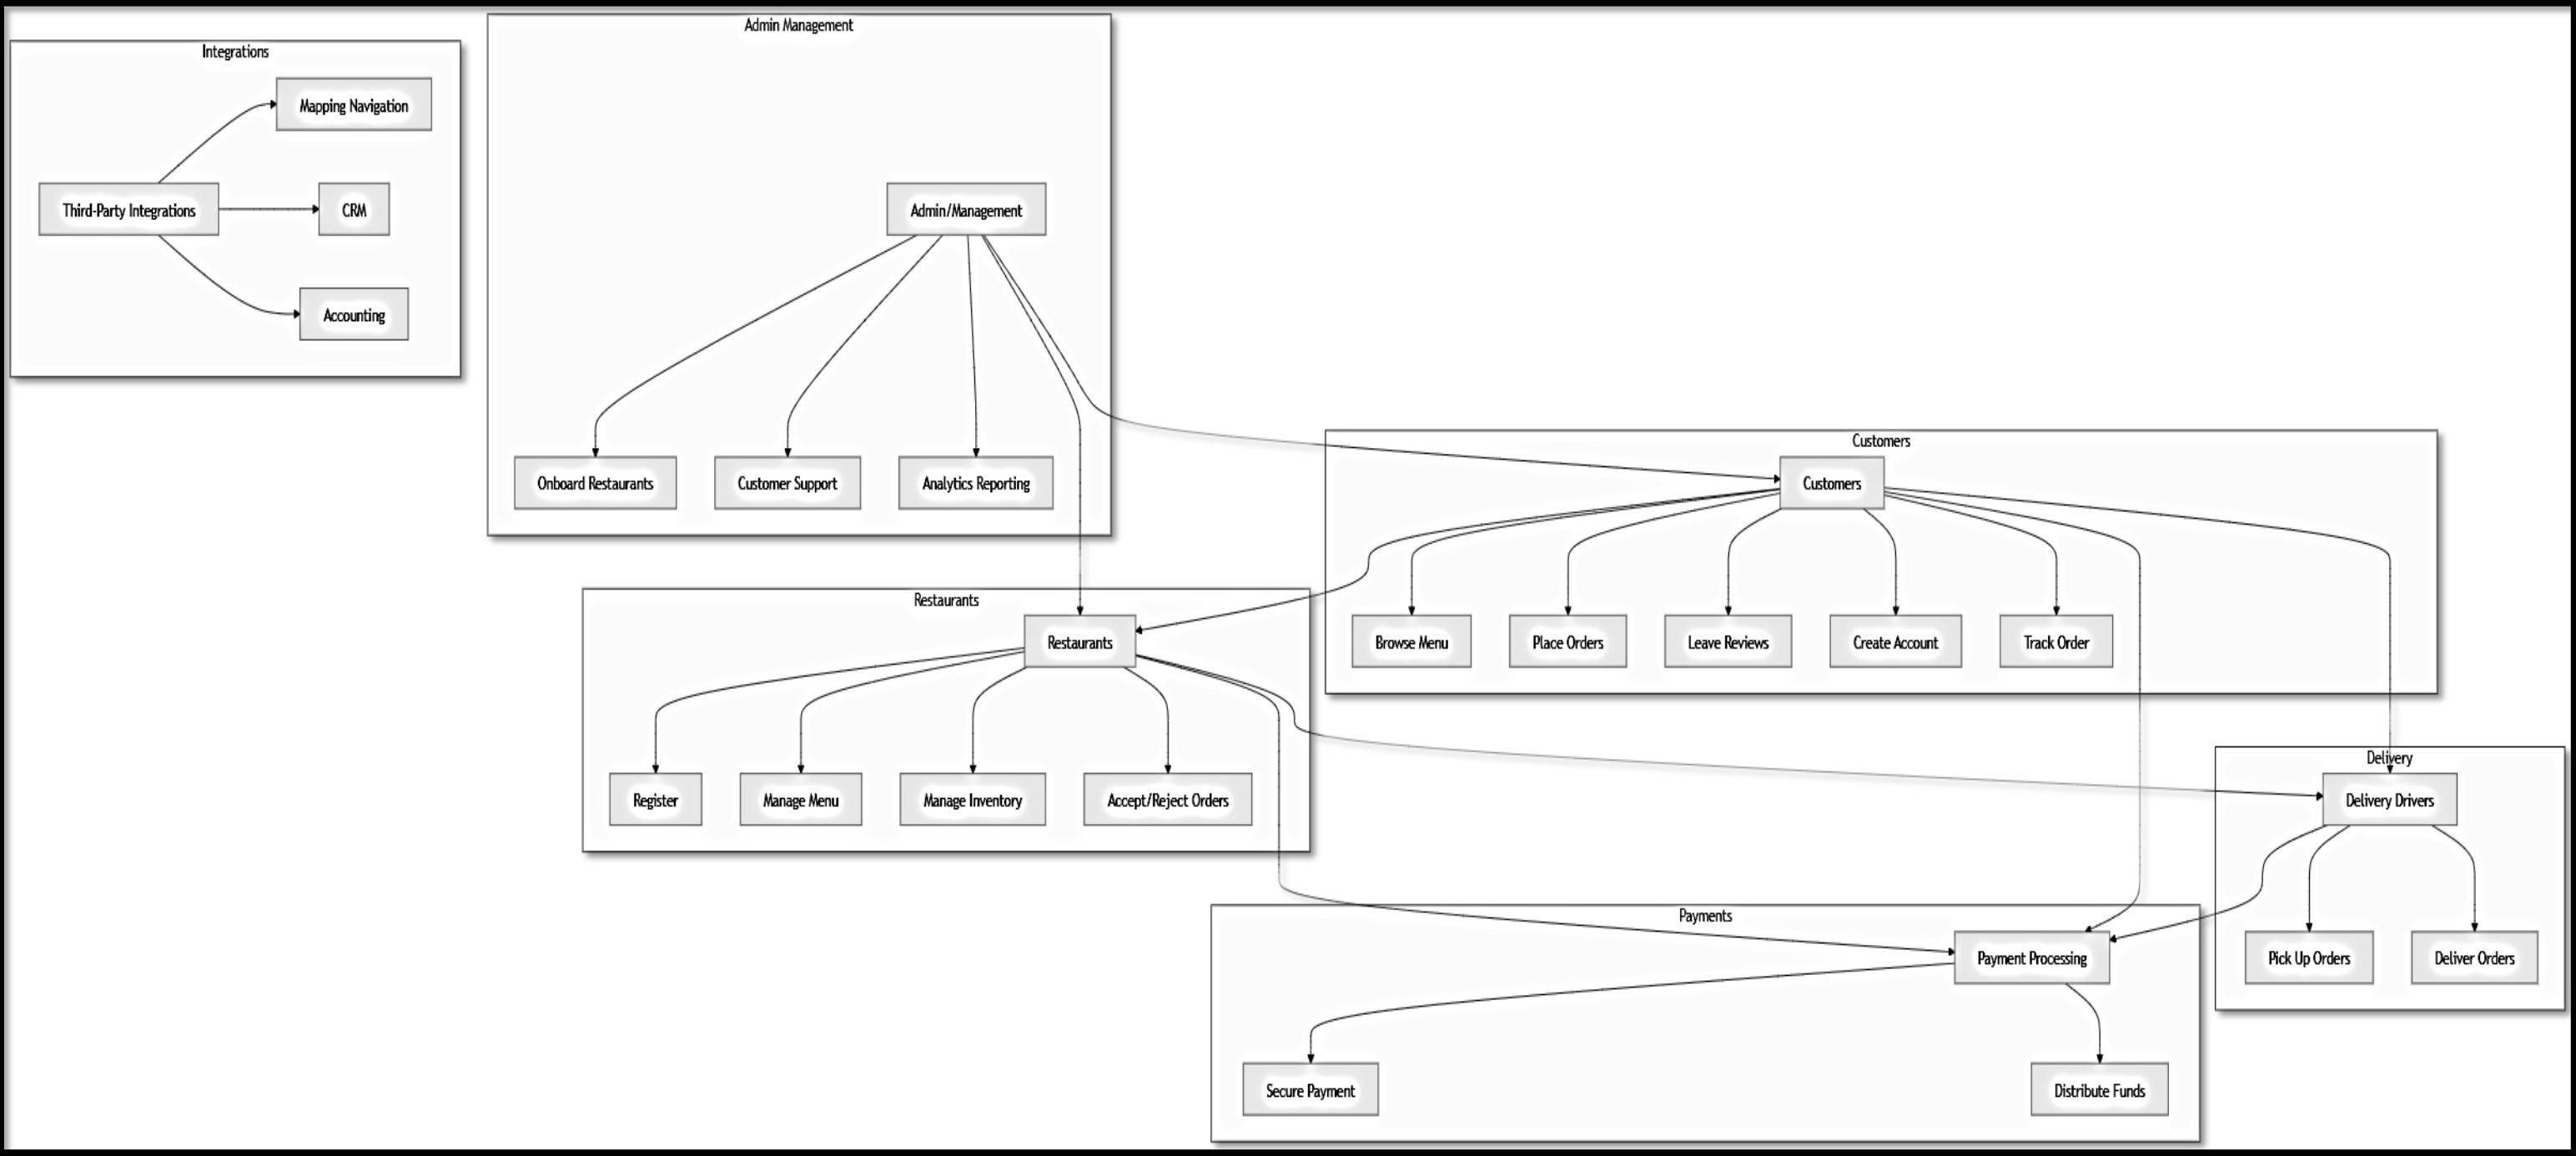 Integrations
Mapping Navigation
Third-Party Integrations
CRM
Accounting
Admin Management
Admin/Management
Onboard Restaurants
Customer Support
Analytics Reporting
Customers
Customers
Browse Menu
Place Orders
Leave Reviews
Create Account
Track Order
Restaurants
Restaurants
Register
Manage Menu
Manage Inventory
Accept/Reject Orders
Delivery
Delivery Drivers
Pick Up Orders
Deliver Orders
Payments
Payment Processing
Secure Payment
Distribute Funds